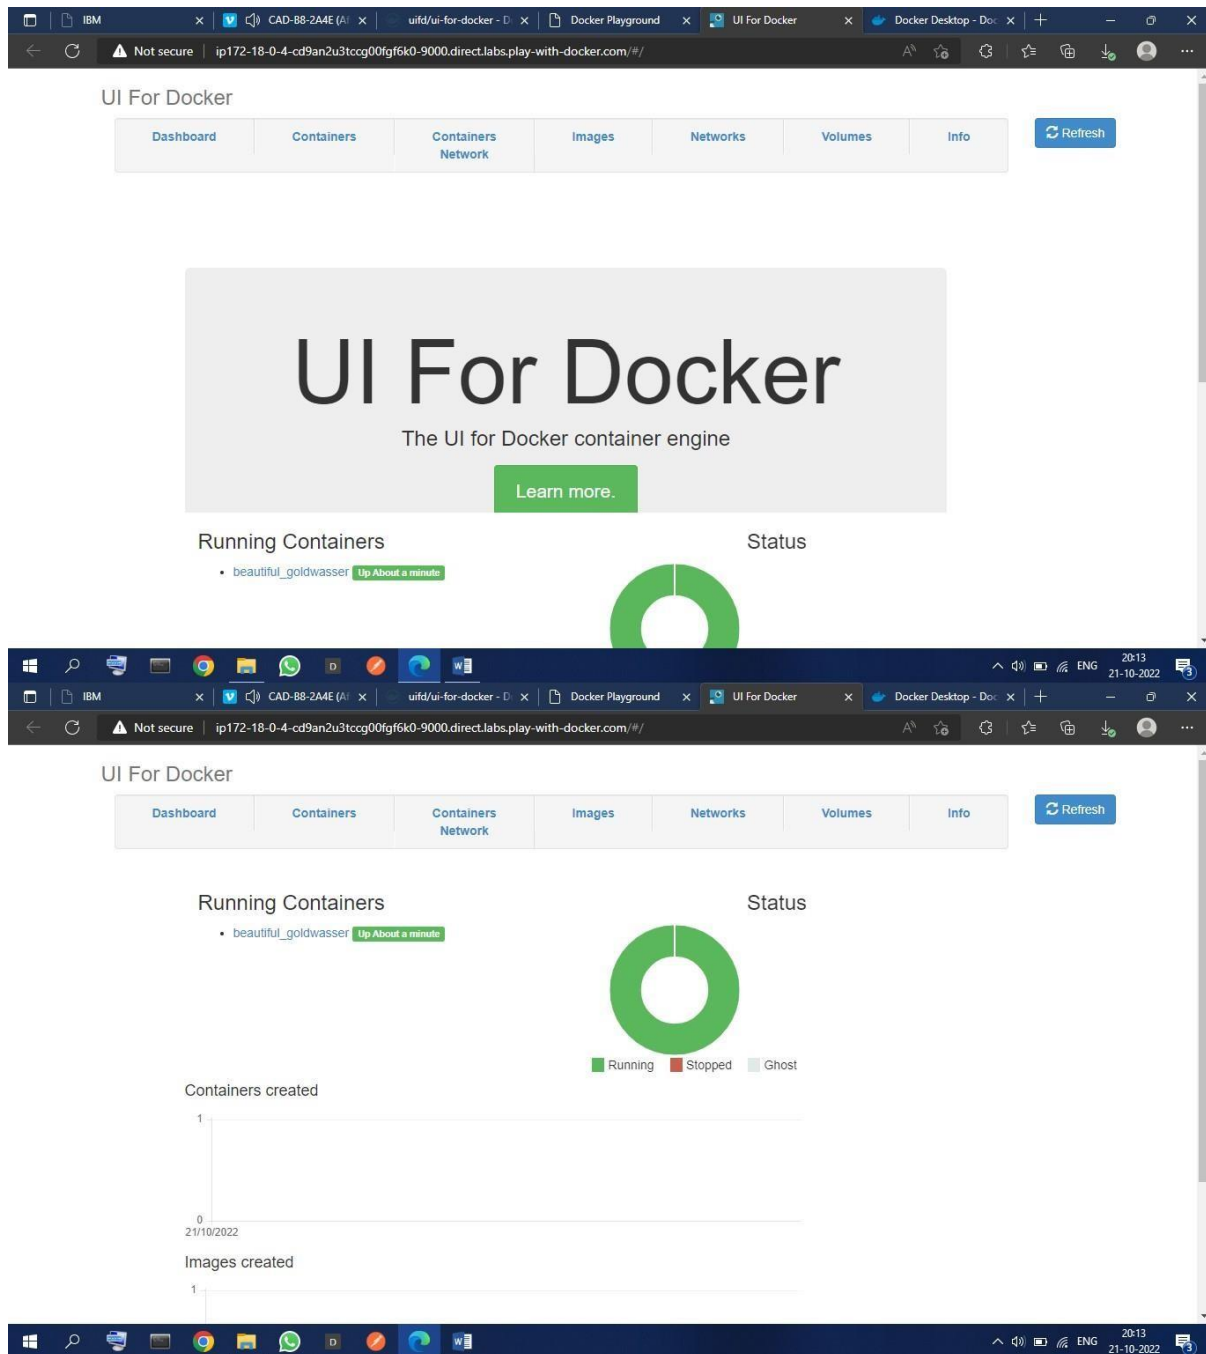 IBM CAD-B8-2A4E (Af uifd/ui-for-docker - D Docker Playground UI For Docker Docker Desktop - Doc
Not secure ip172-18-0-4-cd9an2u3tccg00fgf6k0-9000.direct.labs.play-with-docker.com/#/
UI For Docker
Dashboard Containers Containers Network Images Networks Volumes Info Refresh
UI For Docker
The UI for Docker container engine
Learn more.
Running Containers Status
beautiful_goldwasser Up About a minute
ENG 20:13
21-10-2022 3
IBM CAD-B8-2A4E (Af uifd/ui-for-docker - D Docker Playground UI For Docker Docker Desktop - Doc
Not secure ip172-18-0-4-cd9an2u3tccg00fgf6k0-9000.direct.labs.play-with-docker.com/#/
UI For Docker
Dashboard Containers Containers Network Images Networks Volumes Info Refresh
Running Containers Status
beautiful_goldwasser Up About a minute
Running Stopped Ghost
Containers created
1
0
21/10/2022
Images created
1
ENG 20:13
21-10-2022 3